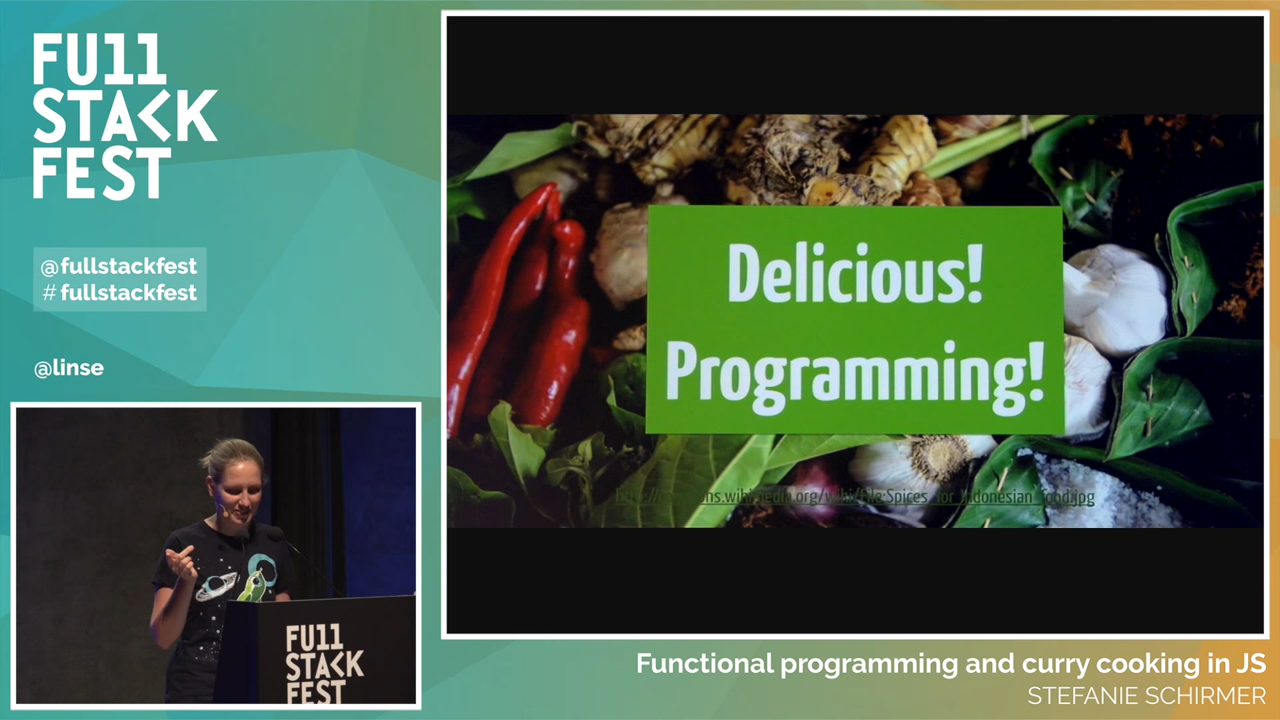 FU11
STACK
FEST
@fullstackfest
# fullstackfest
@linse
Delicious!
Programming!
FU11
STACK
FEST
Functional programming and curry cooking in JS
STEFANIE SCHIRMER